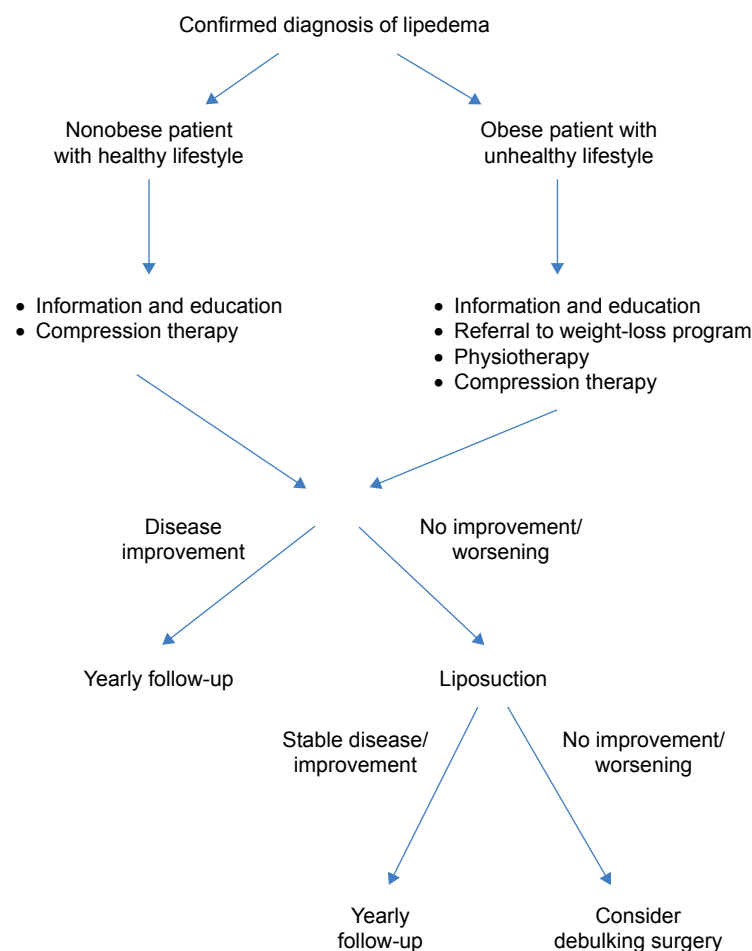 Confirmed diagnosis of lipedema
Nonobese patient
with healthy lifestyle
Obese patient with
unhealthy lifestyle
• Information and education
• Compression therapy
• Information and education
• Referral to weight-loss program
• Physiotherapy
• Compression therapy
Disease
improvement
No improvement/
worsening
Yearly follow-up
Liposuction
Stable disease/
improvement
No improvement/
worsening
Yearly
follow-up
Consider
debulking surgery